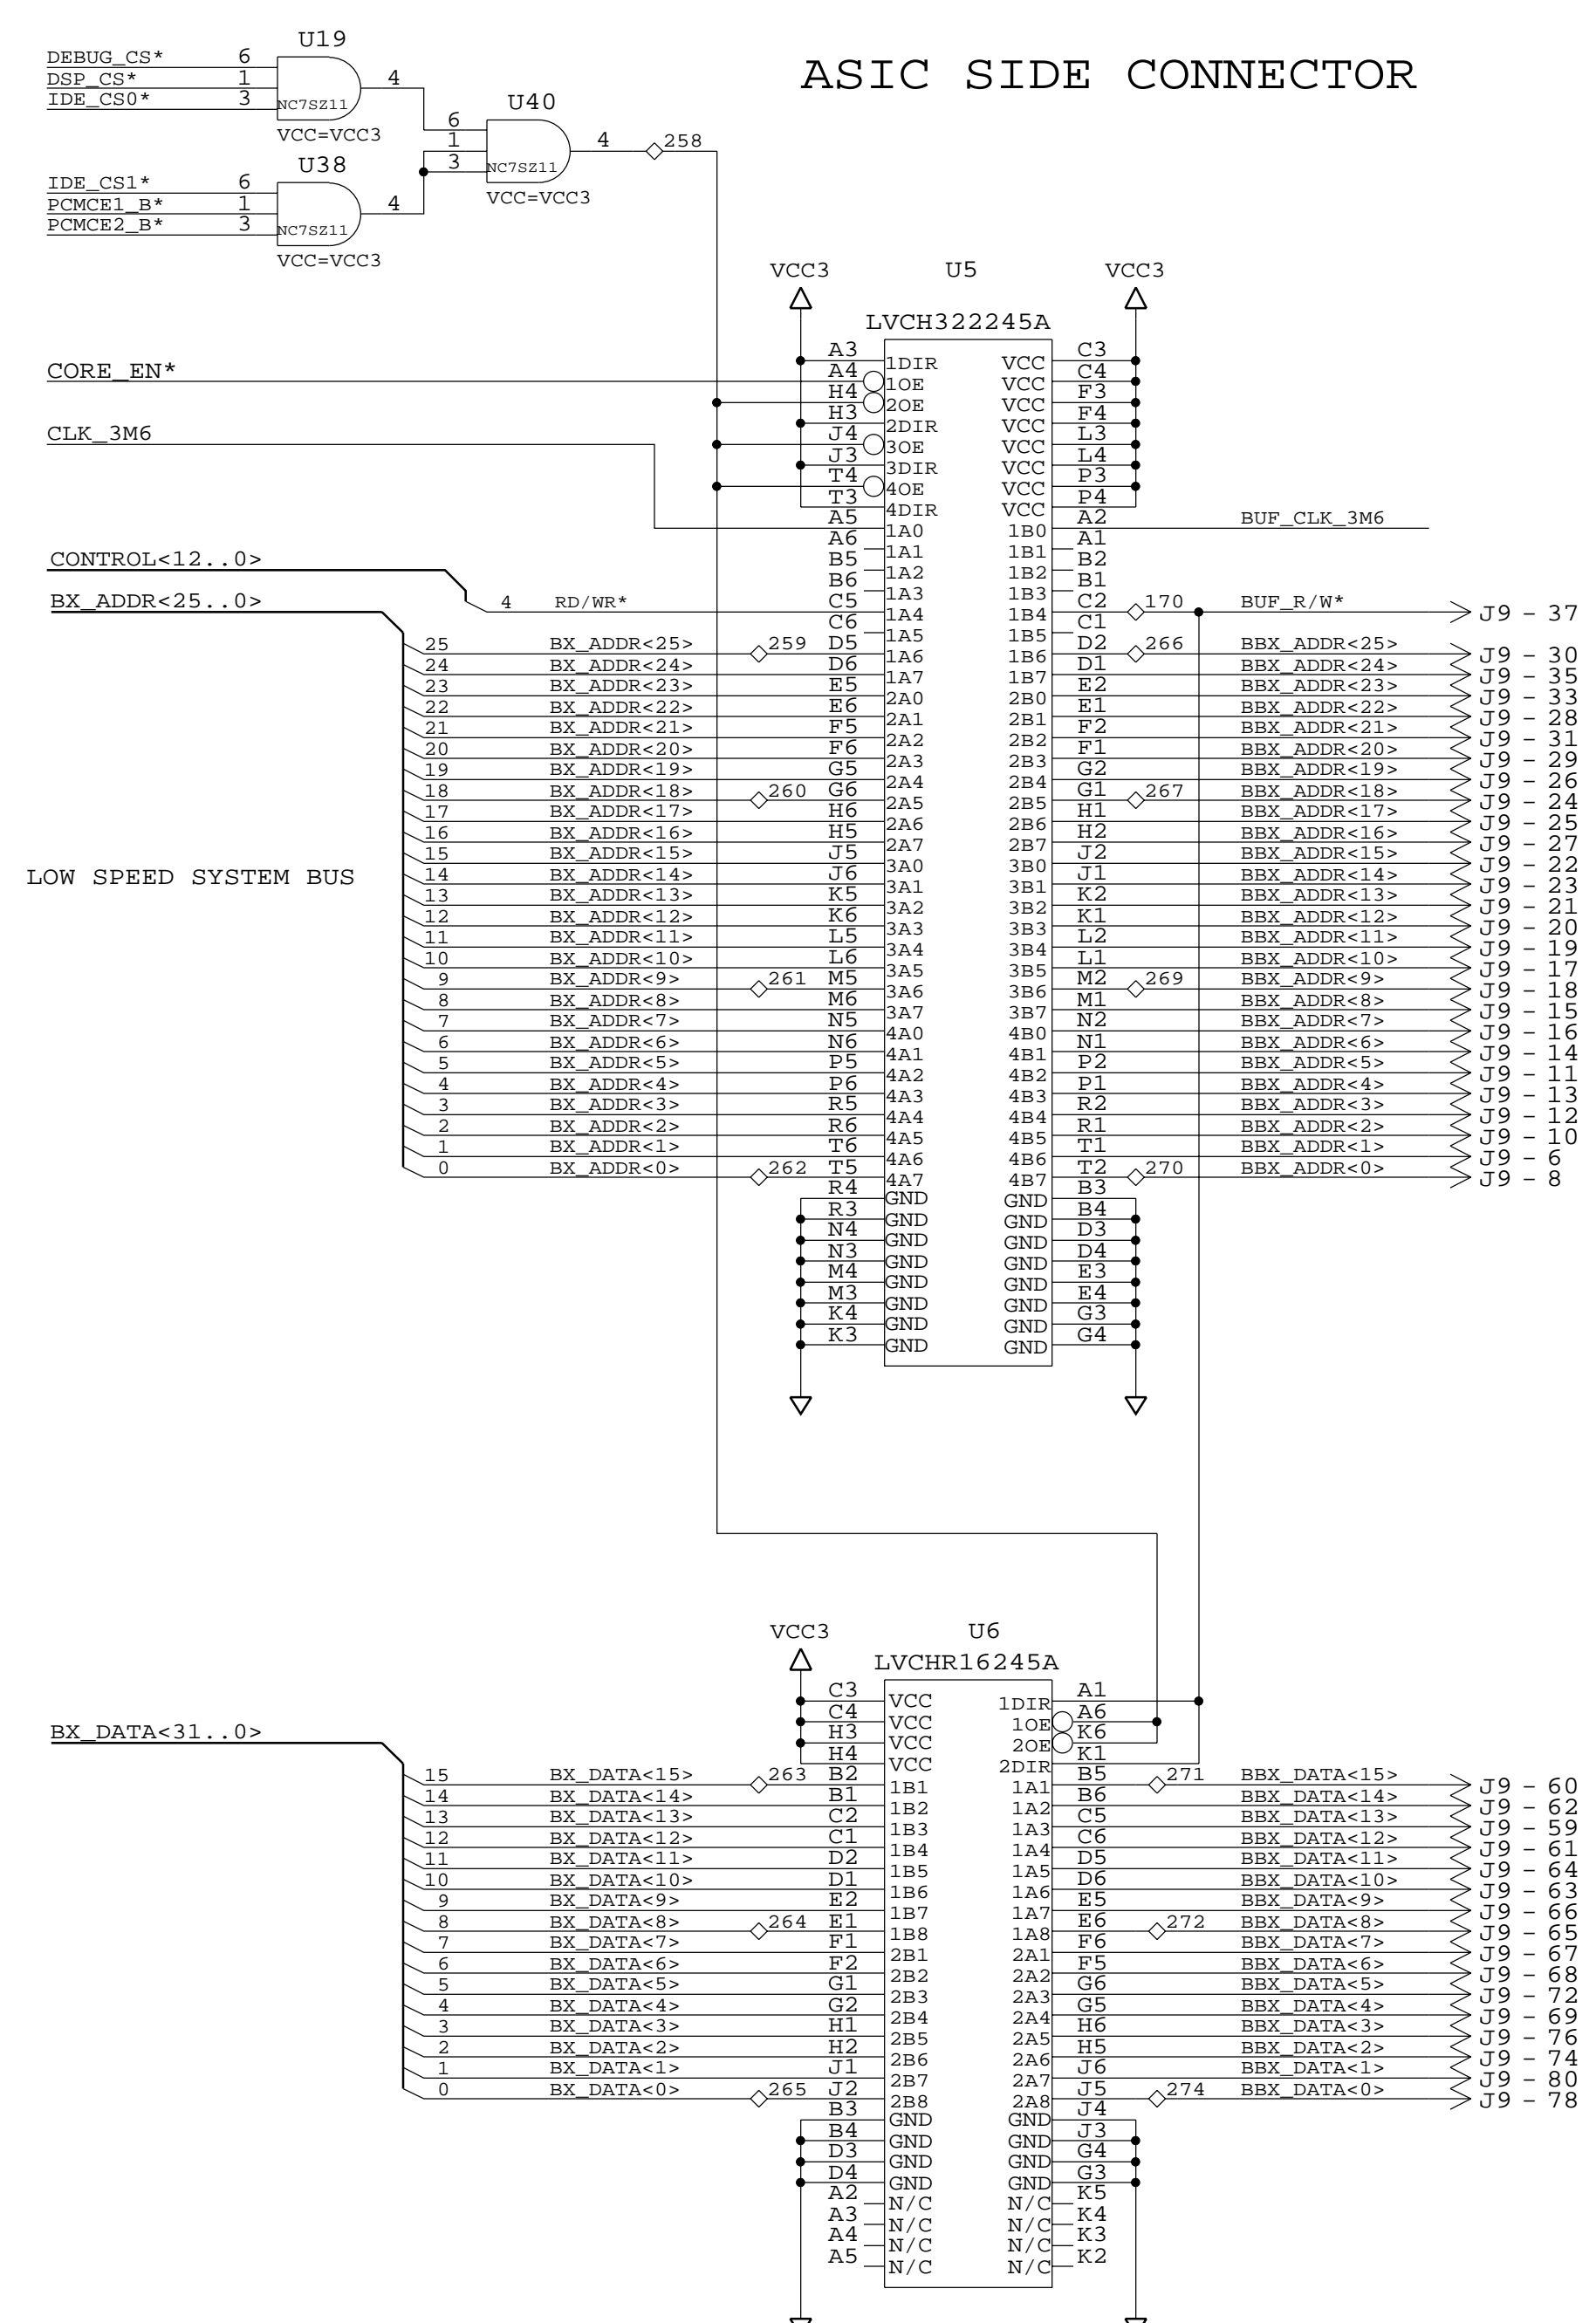 ASIC SIDE CONNECTOR
U19
DEBUG_CS* 6
DSP_CS* 1 4
IDE_CS0* 3 NC7SZ11
VCC=VCC3
U40
6
1 4 258
3 NC7SZ11
VCC=VCC3
U38
IDE_CS1* 6
PCMCE1_B* 1 4
PCMCE2_B* 3 NC7SZ11
VCC=VCC3
VCC3 U5 VCC3
LVCH322245A
A3 1DIR VCC C3
CORE_EN* A4 1OE VCC C4
H4 2OE VCC F3
H3 2DIR VCC F4
CLK_3M6 J4 3OE VCC L3
J3 3DIR VCC L4
T4 4OE VCC P3
T3 4DIR VCC P4
A5 1A0 1B0 A2 BUF_CLK_3M6
A6 1A1 1B1 A1
CONTROL<12..0> B5 1A2 1B2 B2
B6 1A3 1B3 B1
BX_ADDR<25..0> 4 RD/WR* C5 1A4 1B4 C2 170 BUF_R/W* J9 - 37
C6 1A5 1B5 C1
25 BX_ADDR<25> 259 D5 1A6 1B6 D2 266 BBX_ADDR<25> J9 - 30
24 BX_ADDR<24> D6 1A7 1B7 D1 BBX_ADDR<24> J9 - 35
23 BX_ADDR<23> E5 2A0 2B0 E2 BBX_ADDR<23> J9 - 33
22 BX_ADDR<22> E6 2A1 2B1 E1 BBX_ADDR<22> J9 - 28
21 BX_ADDR<21> F5 2A2 2B2 F2 BBX_ADDR<21> J9 - 31
20 BX_ADDR<20> F6 2A3 2B3 F1 BBX_ADDR<20> J9 - 29
19 BX_ADDR<19> G5 2A4 2B4 G2 BBX_ADDR<19> J9 - 26
18 BX_ADDR<18> 260 G6 2A5 2B5 G1 267 BBX_ADDR<18> J9 - 24
17 BX_ADDR<17> H6 2A6 2B6 H1 BBX_ADDR<17> J9 - 25
16 BX_ADDR<16> H5 2A7 2B7 H2 BBX_ADDR<16> J9 - 27
15 BX_ADDR<15> J5 3A0 3B0 J2 BBX_ADDR<15> J9 - 22
LOW SPEED SYSTEM BUS
14 BX_ADDR<14> J6 3A1 3B1 J1 BBX_ADDR<14> J9 - 23
13 BX_ADDR<13> K5 3A2 3B2 K2 BBX_ADDR<13> J9 - 21
12 BX_ADDR<12> K6 3A3 3B3 K1 BBX_ADDR<12> J9 - 20
11 BX_ADDR<11> L5 3A4 3B4 L2 BBX_ADDR<11> J9 - 19
10 BX_ADDR<10> L6 3A5 3B5 L1 BBX_ADDR<10> J9 - 17
9 BX_ADDR<9> 261 M5 3A6 3B6 M2 269 BBX_ADDR<9> J9 - 18
8 BX_ADDR<8> M6 3A7 3B7 M1 BBX_ADDR<8> J9 - 15
7 BX_ADDR<7> N5 4A0 4B0 N2 BBX_ADDR<7> J9 - 16
6 BX_ADDR<6> N6 4A1 4B1 N1 BBX_ADDR<6> J9 - 14
5 BX_ADDR<5> P5 4A2 4B2 P2 BBX_ADDR<5> J9 - 11
4 BX_ADDR<4> P6 4A3 4B3 P1 BBX_ADDR<4> J9 - 13
3 BX_ADDR<3> R5 4A4 4B4 R2 BBX_ADDR<3> J9 - 12
2 BX_ADDR<2> R6 4A5 4B5 R1 BBX_ADDR<2> J9 - 10
1 BX_ADDR<1> T6 4A6 4B6 T1 BBX_ADDR<1> J9 - 6
0 BX_ADDR<0> 262 T5 4A7 4B7 T2 270 BBX_ADDR<0> J9 - 8
R4 GND GND B3
R3 GND GND B4
N4 GND GND D3
N3 GND GND D4
M4 GND GND E3
M3 GND GND E4
K4 GND GND G3
K3 GND GND G4
VCC3 U6
LVCHR16245A
C3 VCC 1DIR A1
C4 VCC 1OE A6
BX_DATA<31..0> H3 VCC 2OE K6
H4 VCC 2DIR K1
15 BX_DATA<15> 263 B2 1B1 1A1 B5 271 BBX_DATA<15> J9 - 60
14 BX_DATA<14> B1 1B2 1A2 B6 BBX_DATA<14> J9 - 62
13 BX_DATA<13> C2 1B3 1A3 C5 BBX_DATA<13> J9 - 59
12 BX_DATA<12> C1 1B4 1A4 C6 BBX_DATA<12> J9 - 61
11 BX_DATA<11> D2 1B5 1A5 D5 BBX_DATA<11> J9 - 64
10 BX_DATA<10> D1 1B6 1A6 D6 BBX_DATA<10> J9 - 63
9 BX_DATA<9> E2 1B7 1A7 E5 BBX_DATA<9> J9 - 66
8 BX_DATA<8> 264 E1 1B8 1A8 E6 272 BBX_DATA<8> J9 - 65
7 BX_DATA<7> F1 2B1 2A1 F6 BBX_DATA<7> J9 - 67
6 BX_DATA<6> F2 2B2 2A2 F5 BBX_DATA<6> J9 - 68
5 BX_DATA<5> G1 2B3 2A3 G6 BBX_DATA<5> J9 - 72
4 BX_DATA<4> G2 2B4 2A4 G5 BBX_DATA<4> J9 - 69
3 BX_DATA<3> H1 2B5 2A5 H6 BBX_DATA<3> J9 - 76
2 BX_DATA<2> H2 2B6 2A6 H5 BBX_DATA<2> J9 - 74
1 BX_DATA<1> J1 2B7 2A7 J6 BBX_DATA<1> J9 - 80
0 BX_DATA<0> 265 J2 2B8 2A8 J5 274 BBX_DATA<0> J9 - 78
B3 GND GND J4
B4 GND GND J3
D3 GND GND G4
D4 GND GND G3
A2 N/C N/C K5
A3 N/C N/C K4
A4 N/C N/C K3
A5 N/C N/C K2